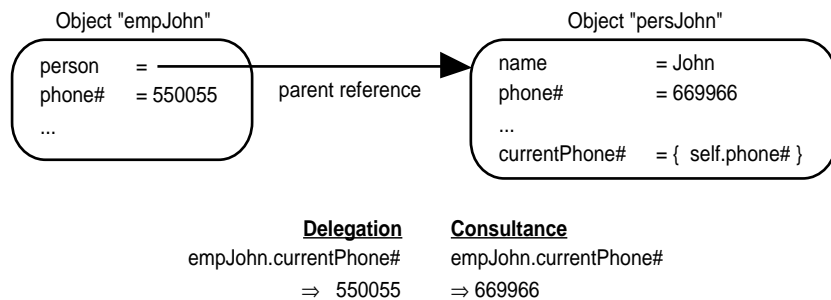 Object "empJohn"
Object "persJohn"
person =
phone# = 550055
...
parent reference
name = John
phone# = 669966
...
currentPhone# = { self.phone# }
Delegation Consultance
empJohn.currentPhone# empJohn.currentPhone#
⇒ 550055 ⇒ 669966